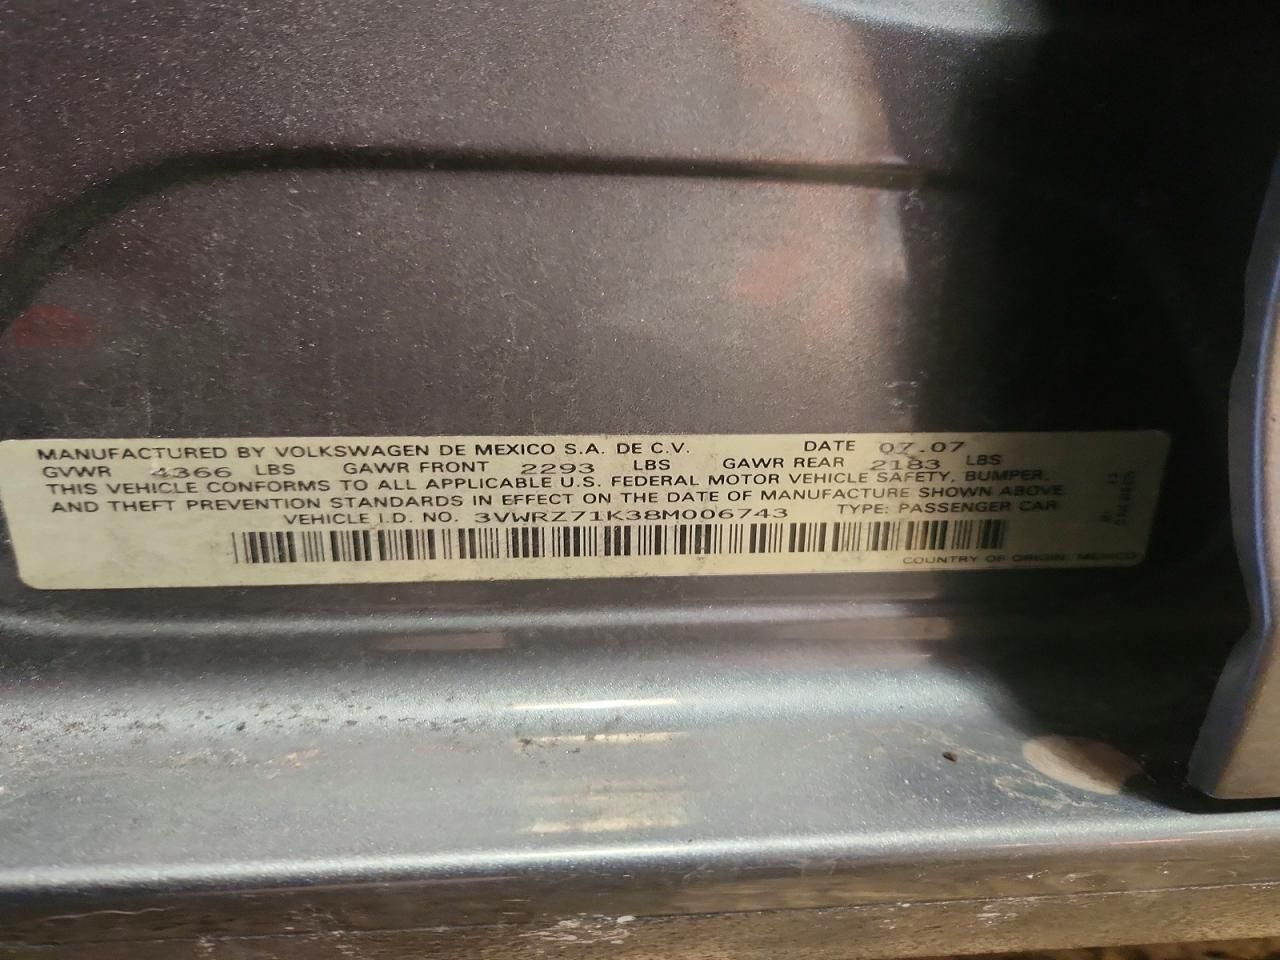 MANUFACTURED BY VOLKSWAGEN DE MEXICO S.A. DE C.V. DATE 07.07
GVWR 4366 LBS GAWR FRONT 2293 LBS GAWR REAR 2183 LBS
THIS VEHICLE CONFORMS TO ALL APPLICABLE U.S. FEDERAL MOTOR VEHICLE SAFETY, BUMPER,
AND THEFT PREVENTION STANDARDS IN EFFECT ON THE DATE OF MANUFACTURE SHOWN ABOVE
VEHICLE I.D. NO. 3VWRZ71K38M006743 TYPE: PASSENGER CAR
COUNTRY OF ORIGIN: MEXICO